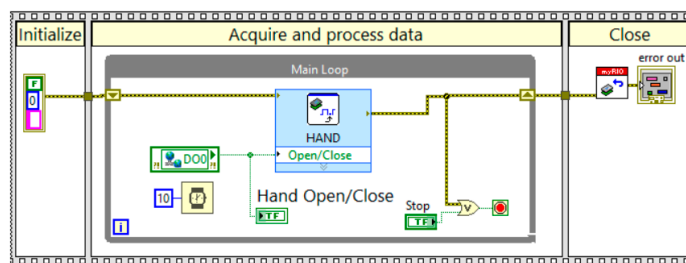 Initialize
Acquire and process data
Close
Main Loop
error out
F
0
myRIO
HAND
Open/Close
DO0
10
Hand Open/Close
TF
Stop
TF
V
i